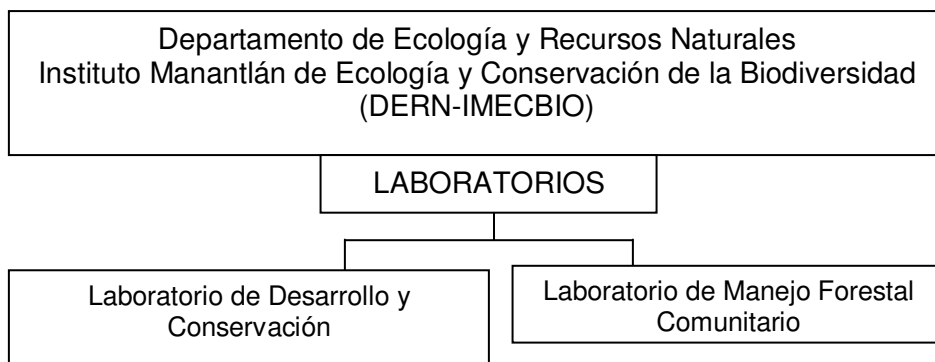 Departamento de Ecología y Recursos Naturales
Instituto Manantlán de Ecología y Conservación de la Biodiversidad
(DERN-IMECBIO)
LABORATORIOS
Laboratorio de Desarrollo y
Conservación
Laboratorio de Manejo Forestal
Comunitario